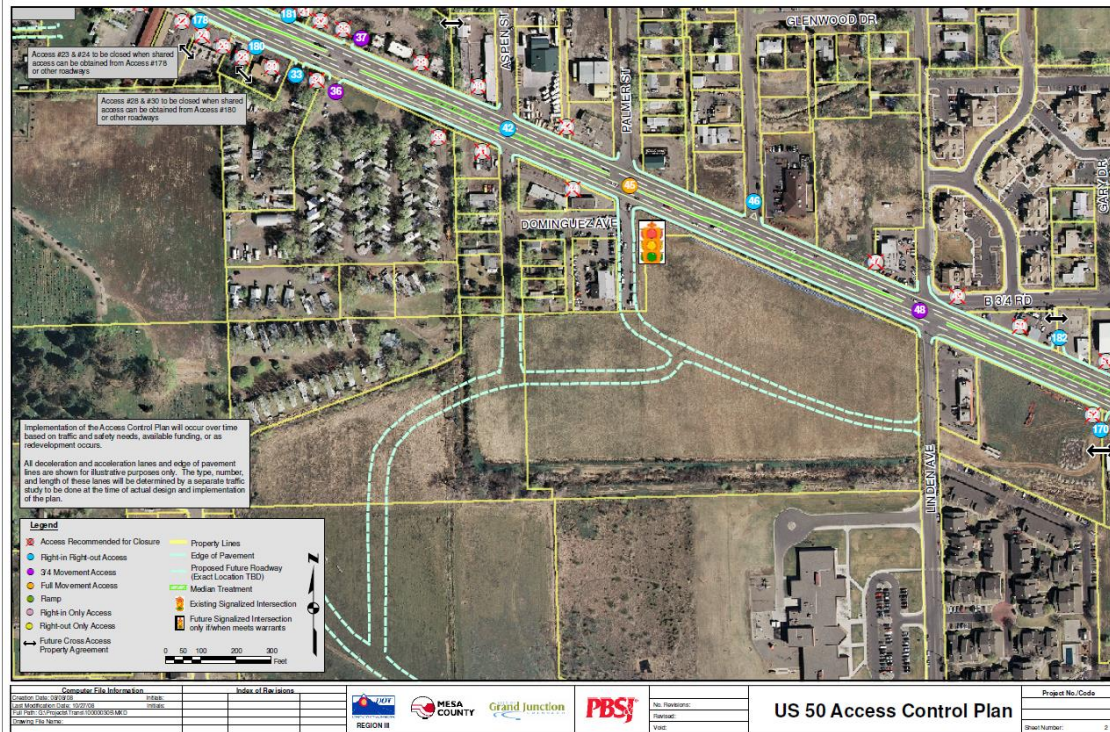 178
181
37
180
33
36
42
45
46
48
182
170
ASPEN ST
PALMER ST
GLENWOOD DR
GARY DR
DOMINGUEZ AVE
B 3/4 RD
LINDEN AVE
Access #23 & #24 to be closed when shared
access can be obtained from Access #178
or other roadways
Access #28 & #30 to be closed when shared
access can be obtained from Access #180
or other roadways
Implementation of the Access Control Plan will occur over time
based on traffic and safety needs, available funding, or as
redevelopment occurs.
All deceleration and acceleration lanes and edge of pavement
lines are shown for illustrative purposes only. The type, number,
and length of these lanes will be determined by a separate traffic
study to be done at the time of actual design and implementation
of the plan.
Legend
Access Recommended for Closure
Right-in Right-out Access
3/4 Movement Access
Full Movement Access
Ramp
Right-in Only Access
Right-out Only Access
Future Cross Access
Property Agreement
Property Lines
Edge of Pavement
Proposed Future Roadway
(Exact Location TBD)
Median Treatment
Existing Signalized Intersection
Future Signalized Intersection
only if/when meets warrants
N
0 50 100 200 300
Feet
Computer File Information
Creation Date: Initials:
Last Modification Date: 10/27/08 Initials:
Full Path:
Drawing File Name:
Index of Revisions
DOT
REGION III
MESA
COUNTY
Grand Junction
PBSJ
No. Revisions:
Revised:
Void:
US 50 Access Control Plan
Project No./Code
Sheet Number: 2